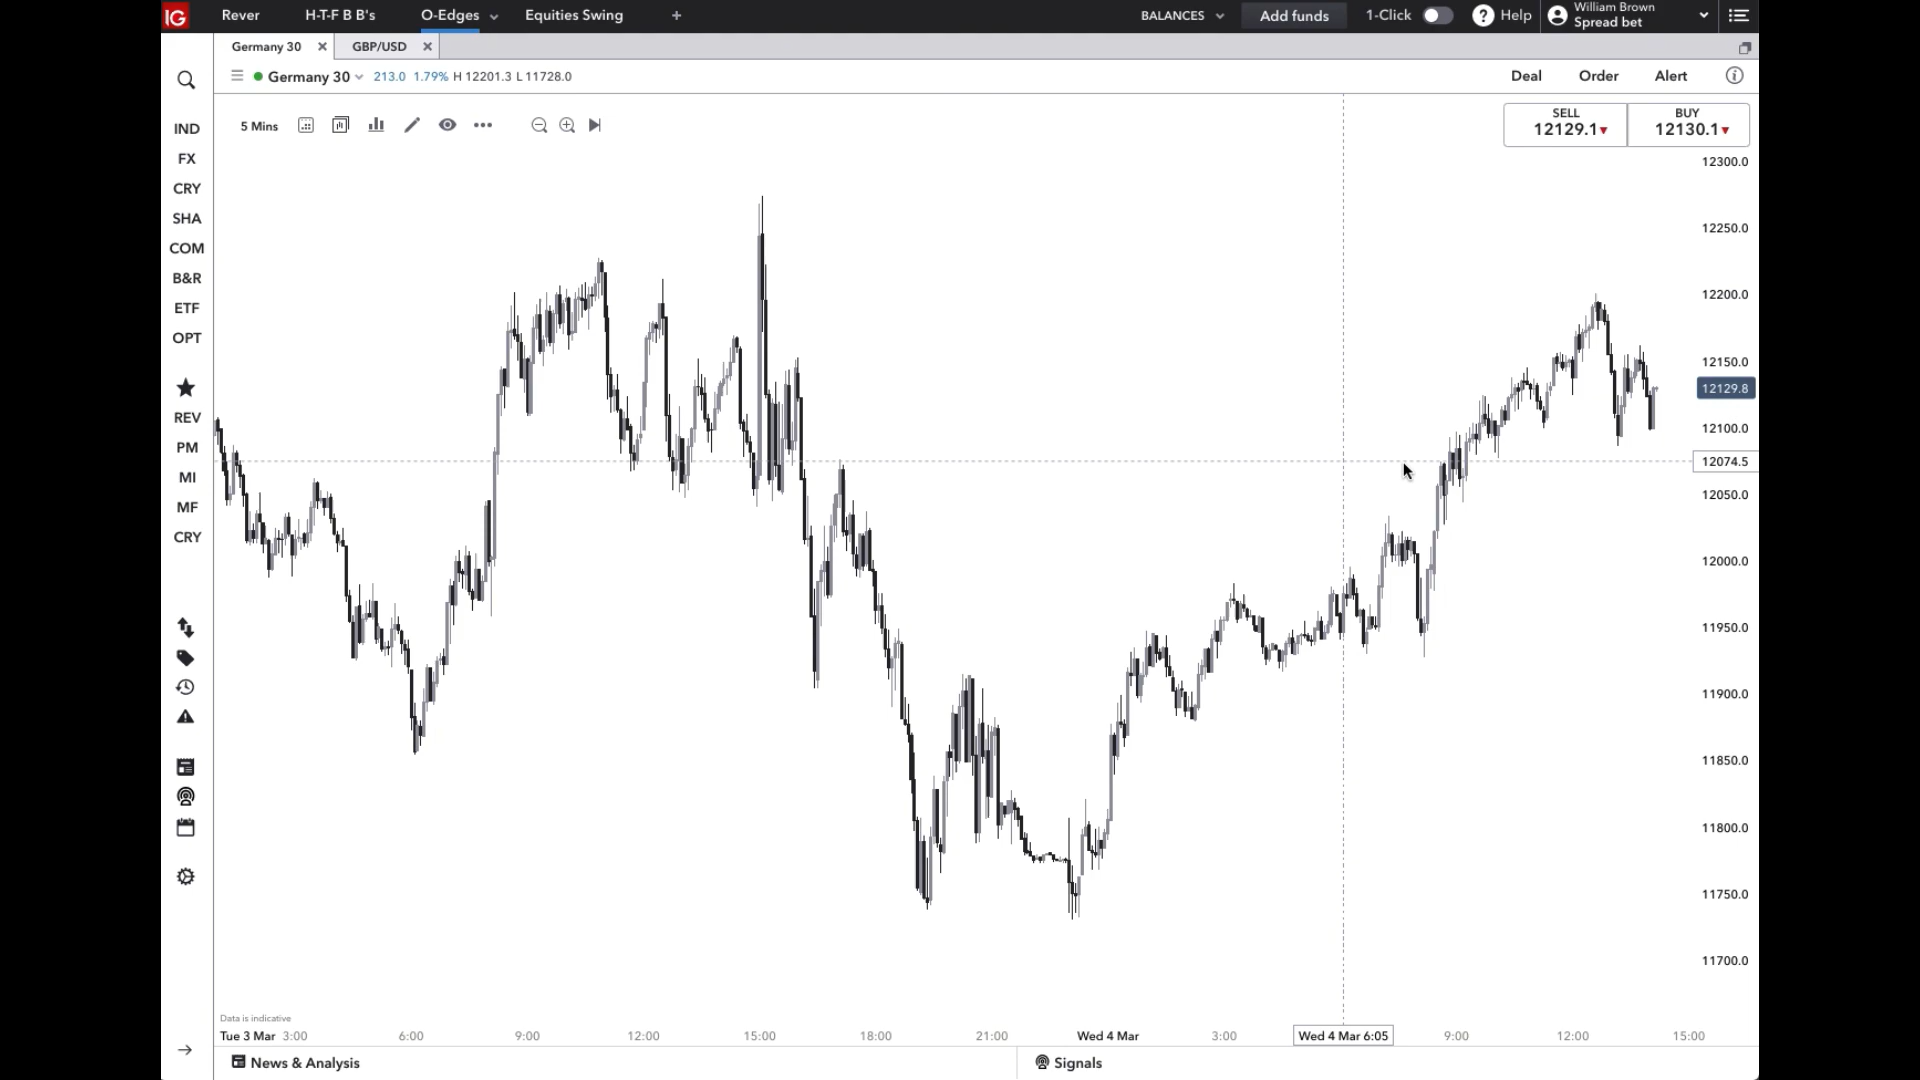 IG Rever H-T-F B B's O-Edges Equities Swing + BALANCES Add funds 1-Click ? Help William Brown
Spread bet
Germany 30 × GBP/USD ×
Germany 30 213.0 1.79% H 12201.3 L 11728.0 Deal Order Alert i
5 Mins
SELL
12129.1
BUY
12130.1
IND
FX
CRY
SHA
COM
B&R
ETF
OPT
REV
PM
MI
MF
CRY
12300.0
12250.0
12200.0
12150.0
12129.8
12100.0
12074.5
12050.0
12000.0
11950.0
11900.0
11850.0
11800.0
11750.0
11700.0
Data is indicative
Tue 3 Mar 3:00 6:00 9:00 12:00 15:00 18:00 21:00 Wed 4 Mar 3:00 Wed 4 Mar 6:05 9:00 12:00 15:00
News & Analysis Signals